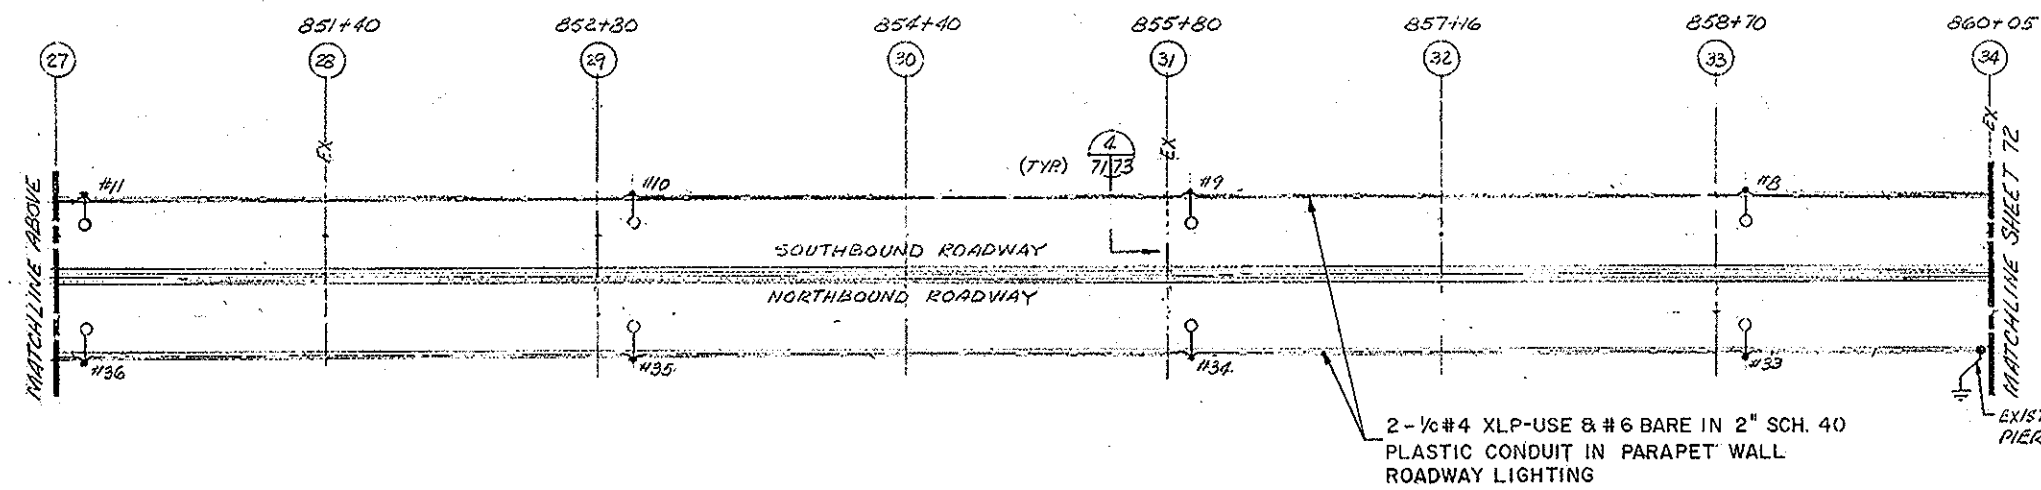 851+40 852+80 854+40 855+80 857+16 858+70 860+05
27 28 29 30 31 32 33 34
EX
EX
EX
(TYP.) 4
71 73
MATCHLINE ABOVE
#11 #10 #9 #8
SOUTHBOUND ROADWAY
NORTHBOUND ROADWAY
#36 #35 #34 #33
MATCHLINE SHEET 72
2-1/c #4 XLP-USE & #6 BARE IN 2" SCH. 40
PLASTIC CONDUIT IN PARAPET WALL
ROADWAY LIGHTING
EXIST
PIER